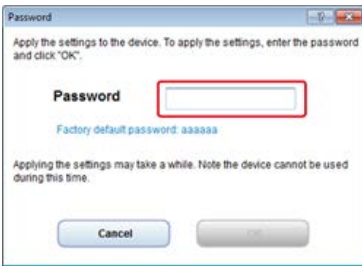 Password
Apply the settings to the device. To apply the settings, enter the password
and click "OK".
Password
Factory default password: aaaaaa
Applying the settings may take a while. Note the device cannot be used
during this time.
Cancel
OK